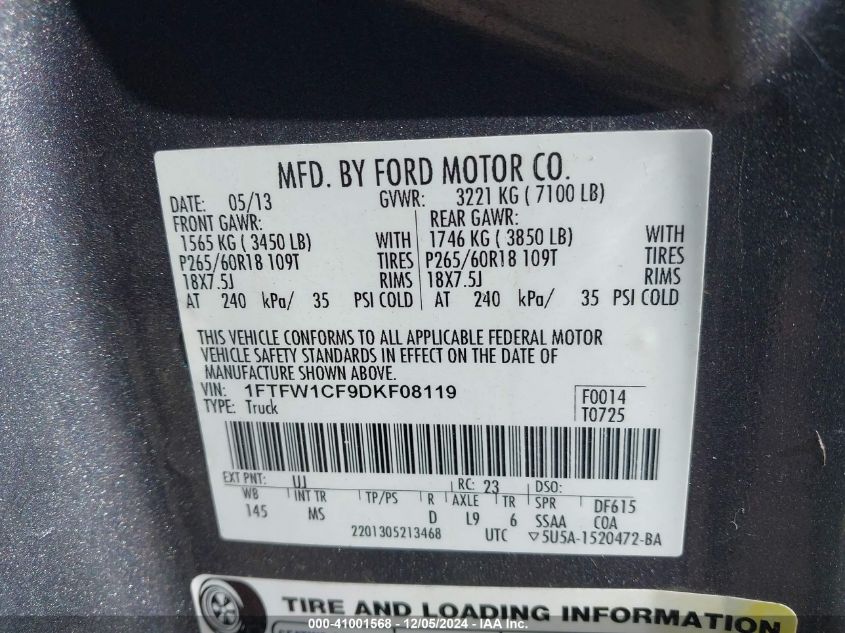 MFD. BY FORD MOTOR CO.
DATE: 05/13 GVWR: 3221 KG ( 7100 LB)
FRONT GAWR: REAR GAWR:
1565 KG ( 3450 LB) WITH 1746 KG ( 3850 LB) WITH
P265/60R18 109T TIRES P265/60R18 109T TIRES
18X7.5J RIMS 18X7.5J RIMS
AT 240 kPa/ 35 PSI COLD AT 240 kPa/ 35 PSI COLD
THIS VEHICLE CONFORMS TO ALL APPLICABLE FEDERAL MOTOR
VEHICLE SAFETY STANDARDS IN EFFECT ON THE DATE OF
MANUFACTURE SHOWN ABOVE.
VIN: 1FTFW1CF9DKF08119 F0014
TYPE: Truck T0725
EXT PNT: UJ RC: 23 DSO:
WB INT TR TP/PS R AXLE TR SPR DF615
145 MS D L9 6 SSAA COA
2201305213468 UTC ▽5U5A-1520472-BA
TIRE AND LOADING INFORMATION
000-41001568 - 12/05/2024 - IAA Inc.